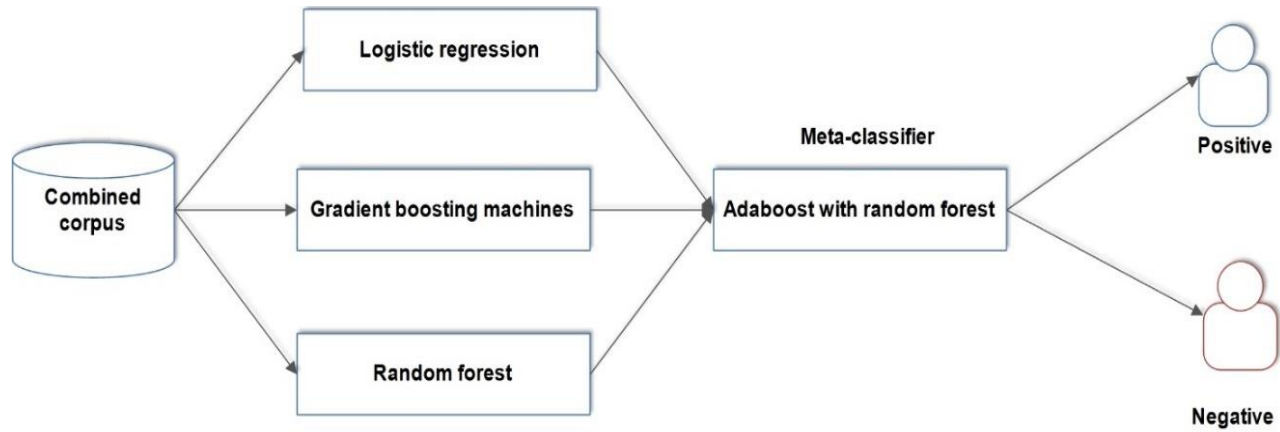 Combined
corpus
Logistic regression
Gradient boosting machines
Random forest
Meta-classifier
Adaboost with random forest
Positive
Negative